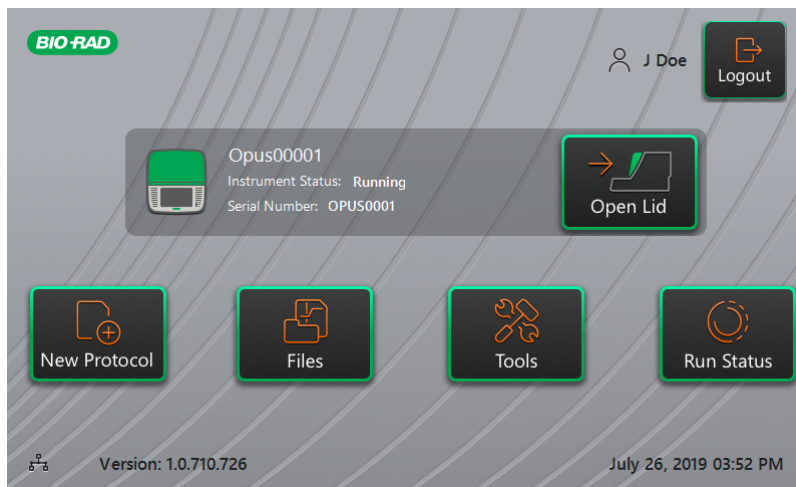 BIO-RAD
J Doe
Logout
Opus00001
Instrument Status: Running
Serial Number: OPUS0001
Open Lid
New Protocol
Files
Tools
Run Status
Version: 1.0.710.726
July 26, 2019 03:52 PM